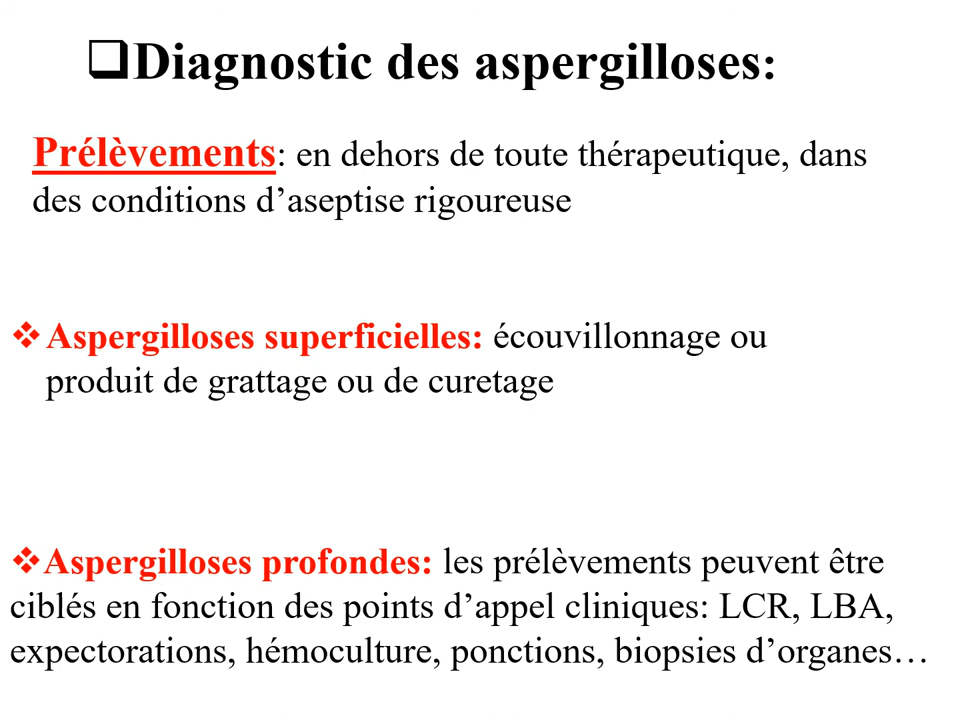 ❑Diagnostic des aspergilloses:
Prélèvements: en dehors de toute thérapeutique, dans
des conditions d’aseptise rigoureuse
❖ Aspergilloses superficielles: écouvillonnage ou
produit de grattage ou de curetage
❖Aspergilloses profondes: les prélèvements peuvent être
ciblés en fonction des points d’appel cliniques: LCR, LBA,
expectorations, hémoculture, ponctions, biopsies d’organes…